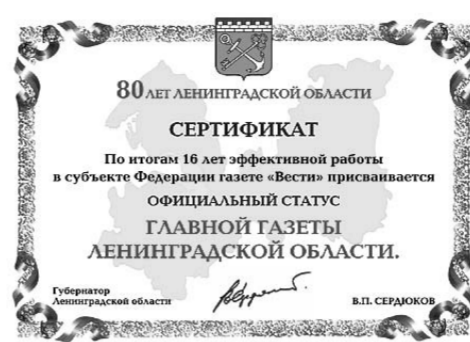 80 ЛЕТ ЛЕНИНГРАДСКОЙ ОБЛАСТИ
СЕРТИФИКАТ
По итогам 16 лет эффективной работы
в субъекте Федерации газете «Вести» присваивается
ОФИЦИАЛЬНЫЙ СТАТУС
ГЛАВНОЙ ГАЗЕТЫ
ЛЕНИНГРАДСКОЙ ОБЛАСТИ.
Губернатор
Ленинградской области
В.П. СЕРДЮКОВ